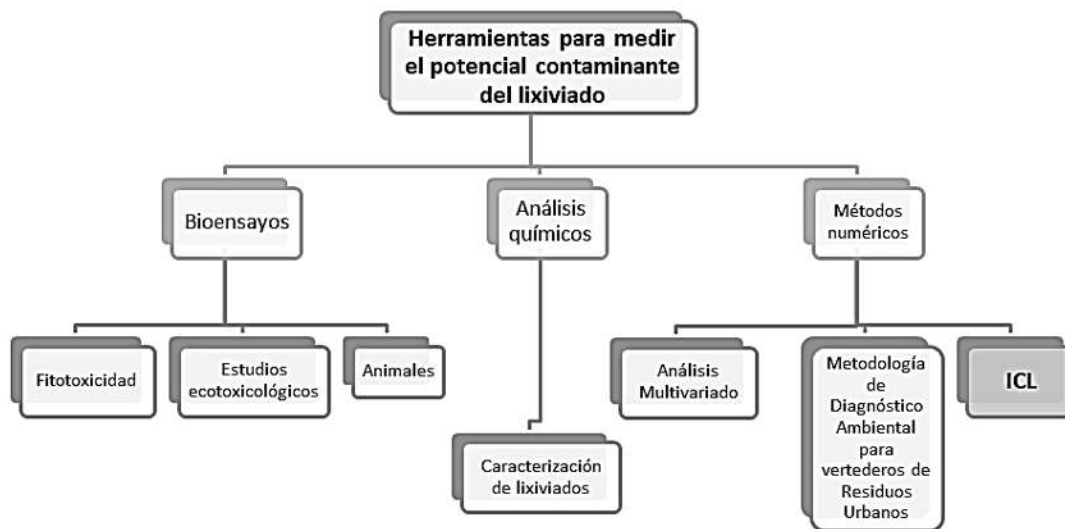 Herramientas para medir
el potencial contaminante
del lixiviado
Bioensayos
Análisis
químicos
Métodos
numéricos
Fitotoxicidad
Estudios
ecotoxicológicos
Animales
Caracterización
de lixiviados
Análisis
Multivariado
Metodología
de
Diagnóstico
Ambiental
para
vertederos de
Residuos
Urbanos
ICL